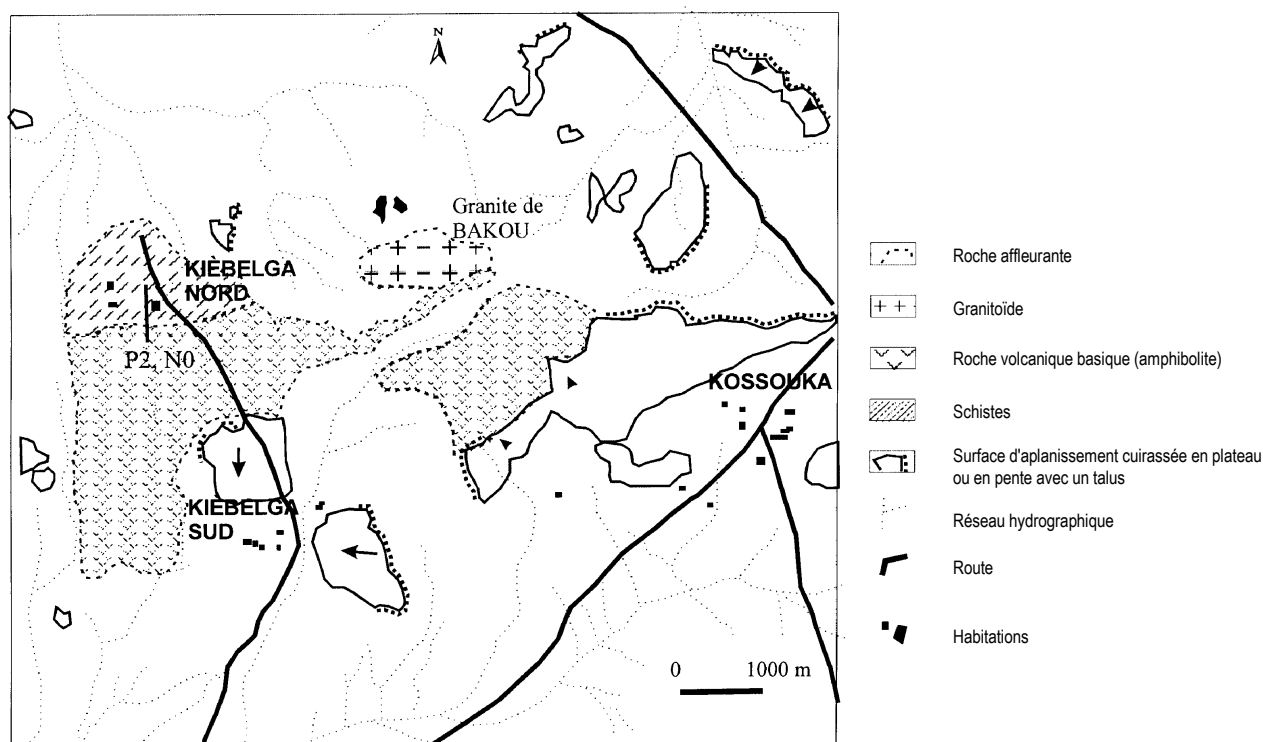 N
Granite de
BAKOU
KIÈBELGA
NORD
P2, N0
KOSSOUKA
KIEBELGA
SUD
0 1000 m
Roche affleurante
Granitoïde
Roche volcanique basique (amphibolite)
Schistes
Surface d'aplanissement cuirassée en plateau
ou en pente avec un talus
Réseau hydrographique
Route
Habitations